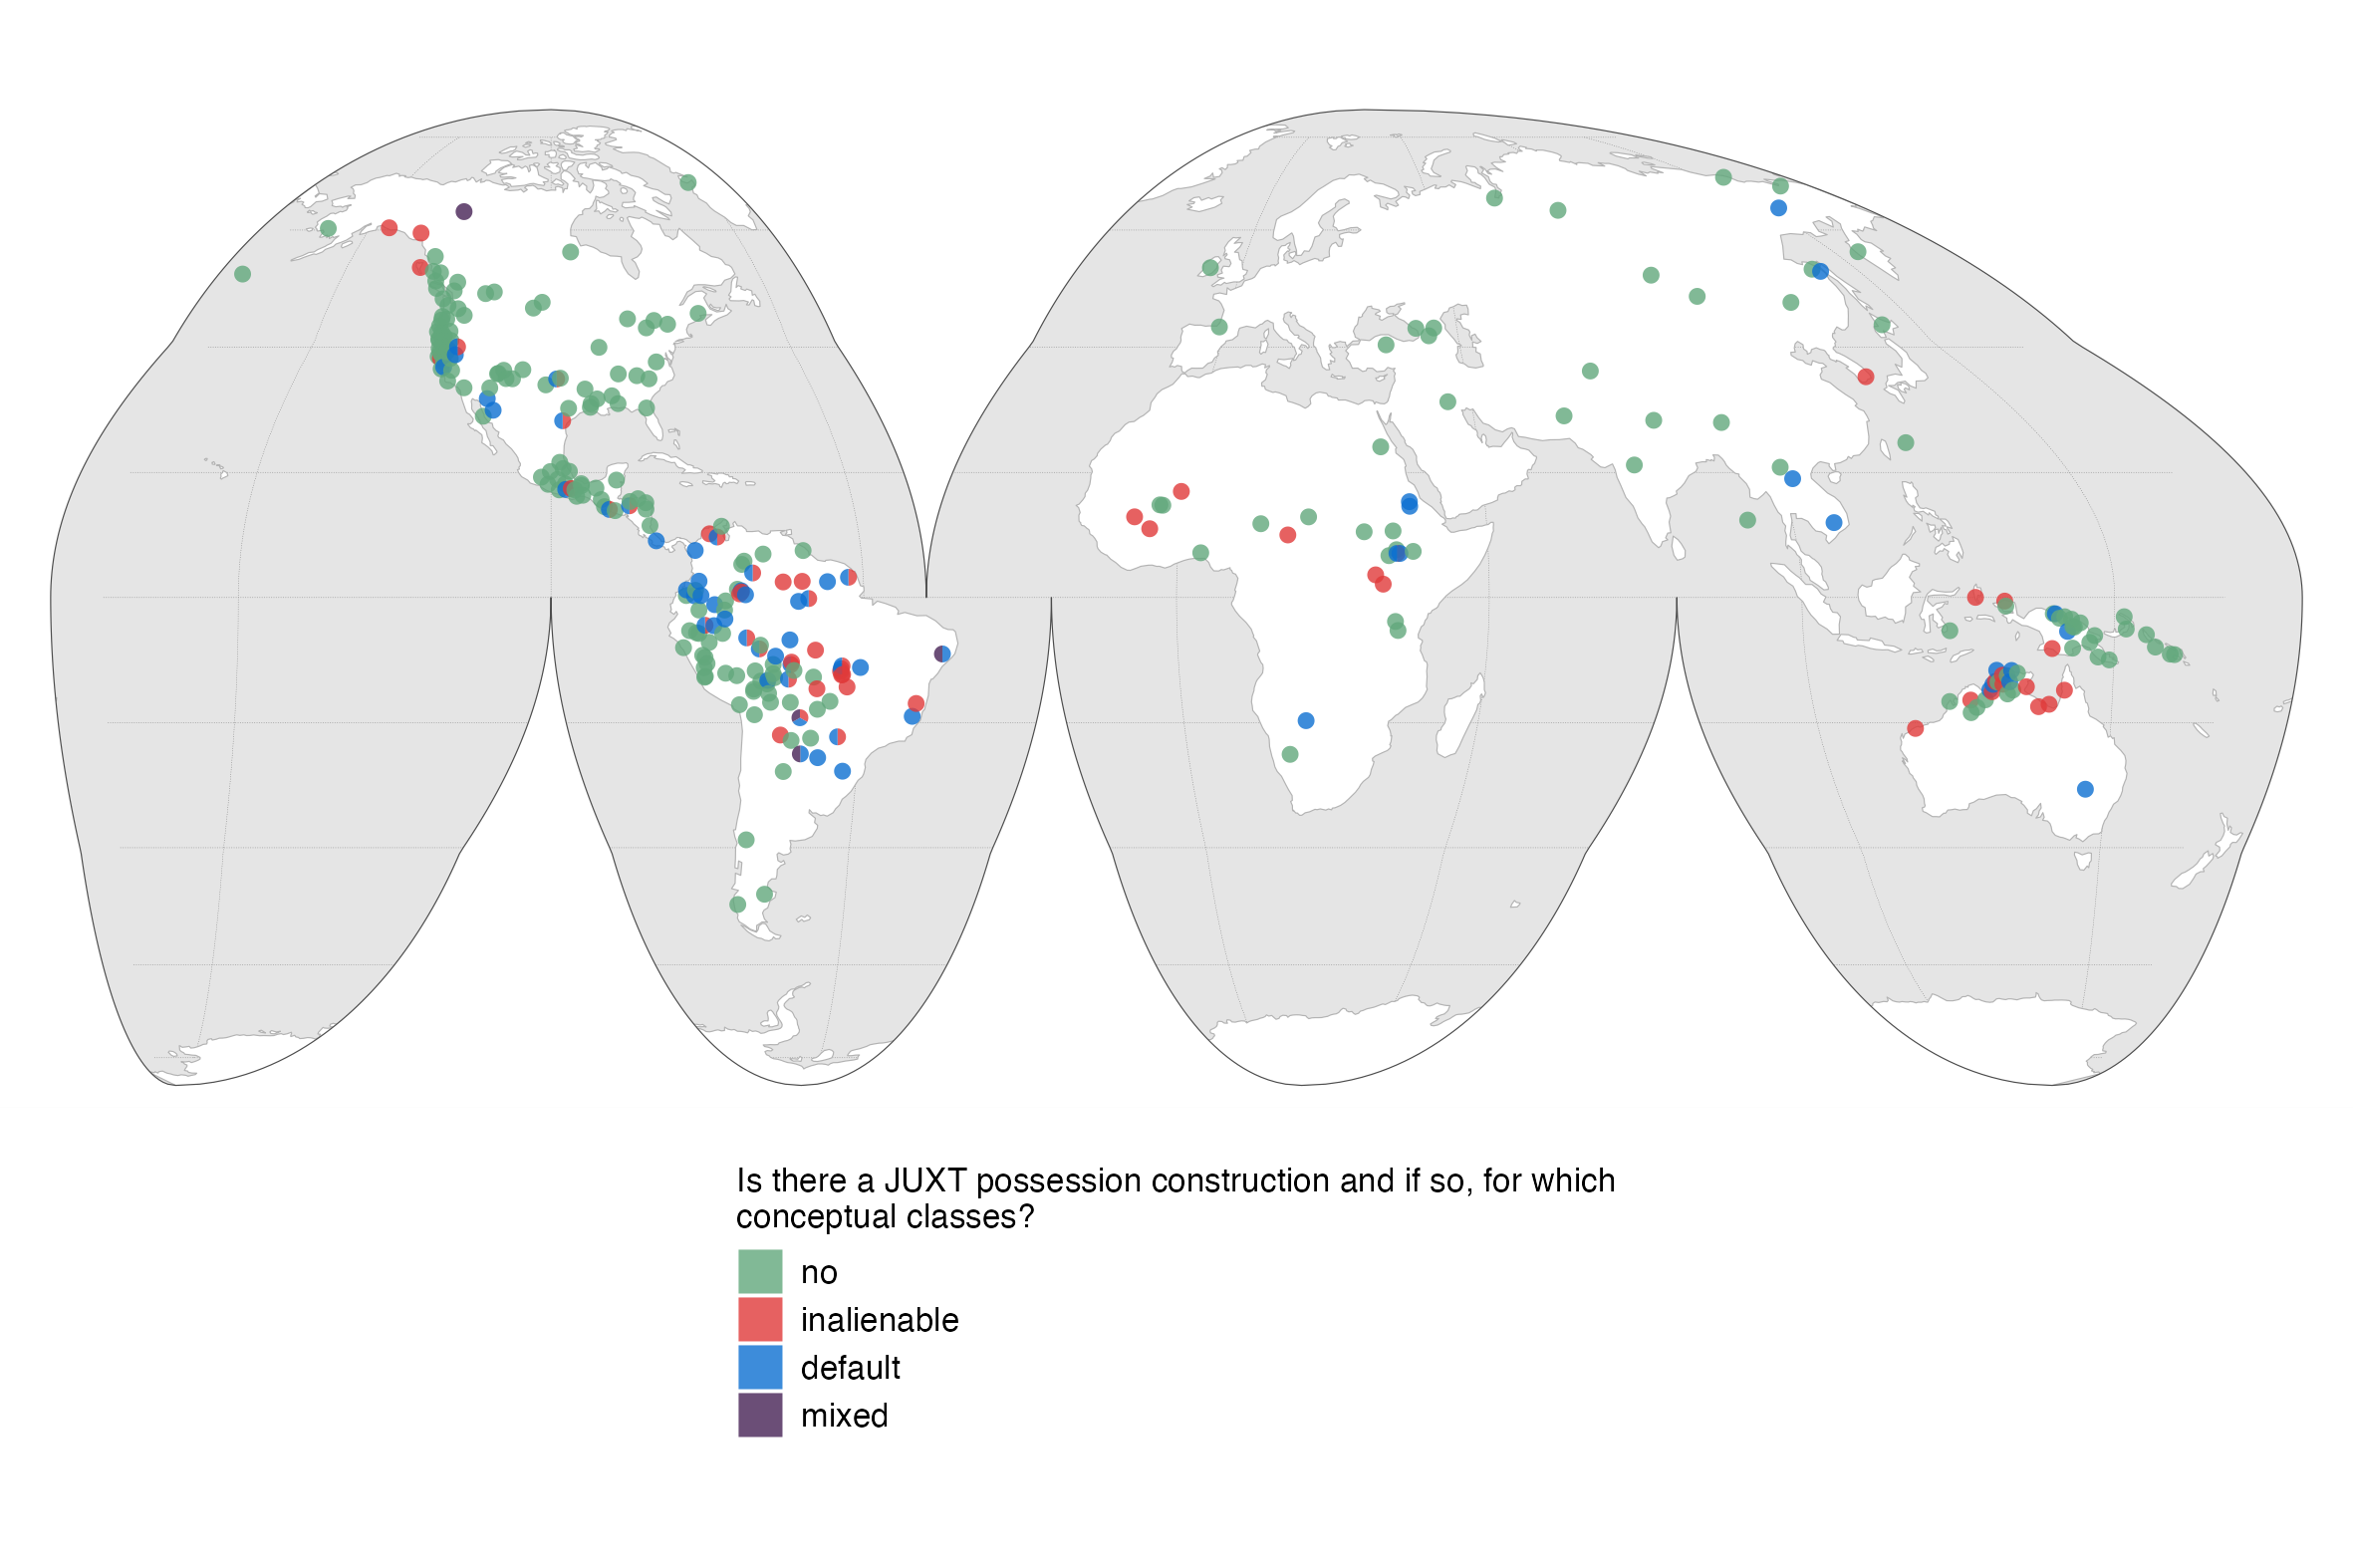 Is there a JUXT possession construction and if so, for which
conceptual classes?
no
inalienable
default
mixed